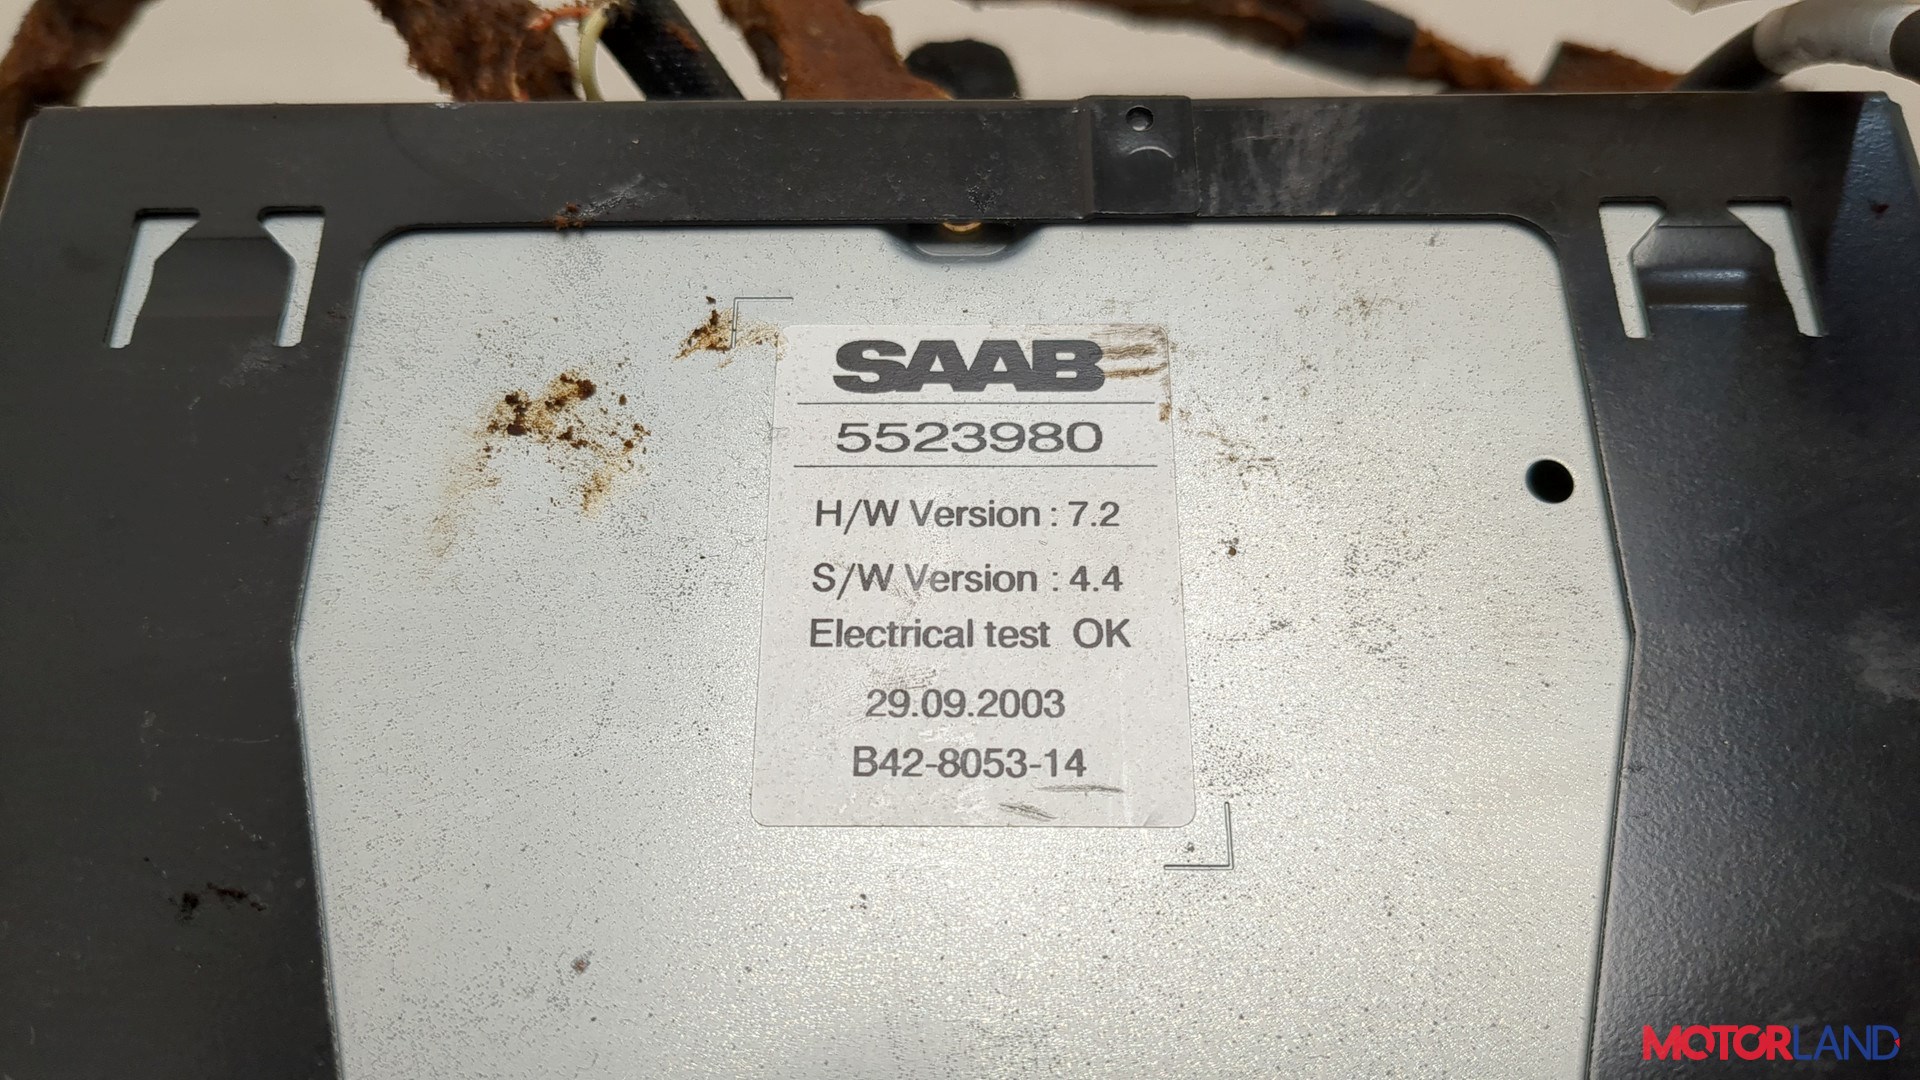 SAAB
5523980
H/W Version : 7.2
S/W Version : 4.4
Electrical test OK
29.09.2003
B42-8053-14
MOTORLAND